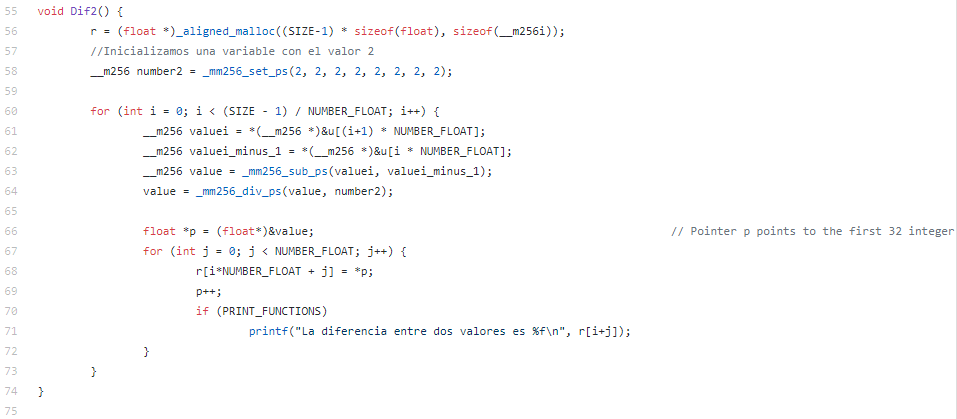 55 void Dif2() {
56 r = (float *)_aligned_malloc((SIZE-1) * sizeof(float), sizeof(__m256i));
57 //Inicializamos una variable con el valor 2
58 __m256 number2 = _mm256_set_ps(2, 2, 2, 2, 2, 2, 2, 2);
59
60 for (int i = 0; i < (SIZE - 1) / NUMBER_FLOAT; i++) {
61 __m256 valuei = *(__m256 *)&u[(i+1) * NUMBER_FLOAT];
62 __m256 valuei_minus_1 = *(__m256 *)&u[i * NUMBER_FLOAT];
63 __m256 value = _mm256_sub_ps(valuei, valuei_minus_1);
64 value = _mm256_div_ps(value, number2);
65
66 float *p = (float*)&value; // Pointer p points to the first 32 integer
67 for (int j = 0; j < NUMBER_FLOAT; j++) {
68 r[i*NUMBER_FLOAT + j] = *p;
69 p++;
70 if (PRINT_FUNCTIONS)
71 printf("La diferencia entre dos valores es %f\n", r[i+j]);
72 }
73 }
74 }
75